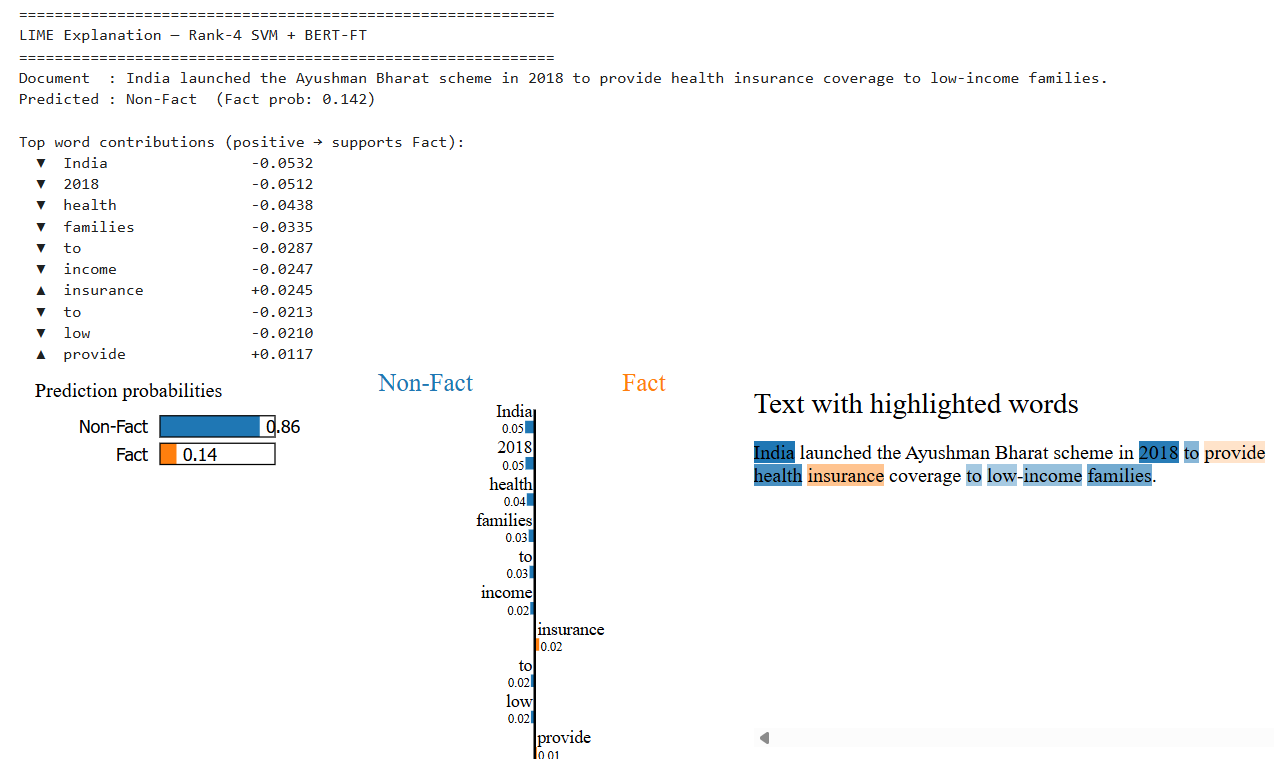 ============================================================
LIME Explanation — Rank-4 SVM + BERT-FT
============================================================
Document  : India launched the Ayushman Bharat scheme in 2018 to provide health insurance coverage to low-income families.
Predicted : Non-Fact  (Fact prob: 0.142)
Top word contributions (positive → supports Fact):
▼ India -0.0532
▼ 2018 -0.0512
▼ health -0.0438
▼ families -0.0335
▼ to -0.0287
▼ income -0.0247
▲ insurance +0.0245
▼ to -0.0213
▼ low -0.0210
▲ provide +0.0117
Prediction probabilities
Non-Fact 0.86
Fact 0.14
Non-Fact Fact
India
0.05
2018
0.05
health
0.04
families
0.03
to
0.03
income
0.02
insurance
0.02
to
0.02
low
0.02
provide
0.01
Text with highlighted words
India launched the Ayushman Bharat scheme in 2018 to provide
health insurance coverage to low-income families.